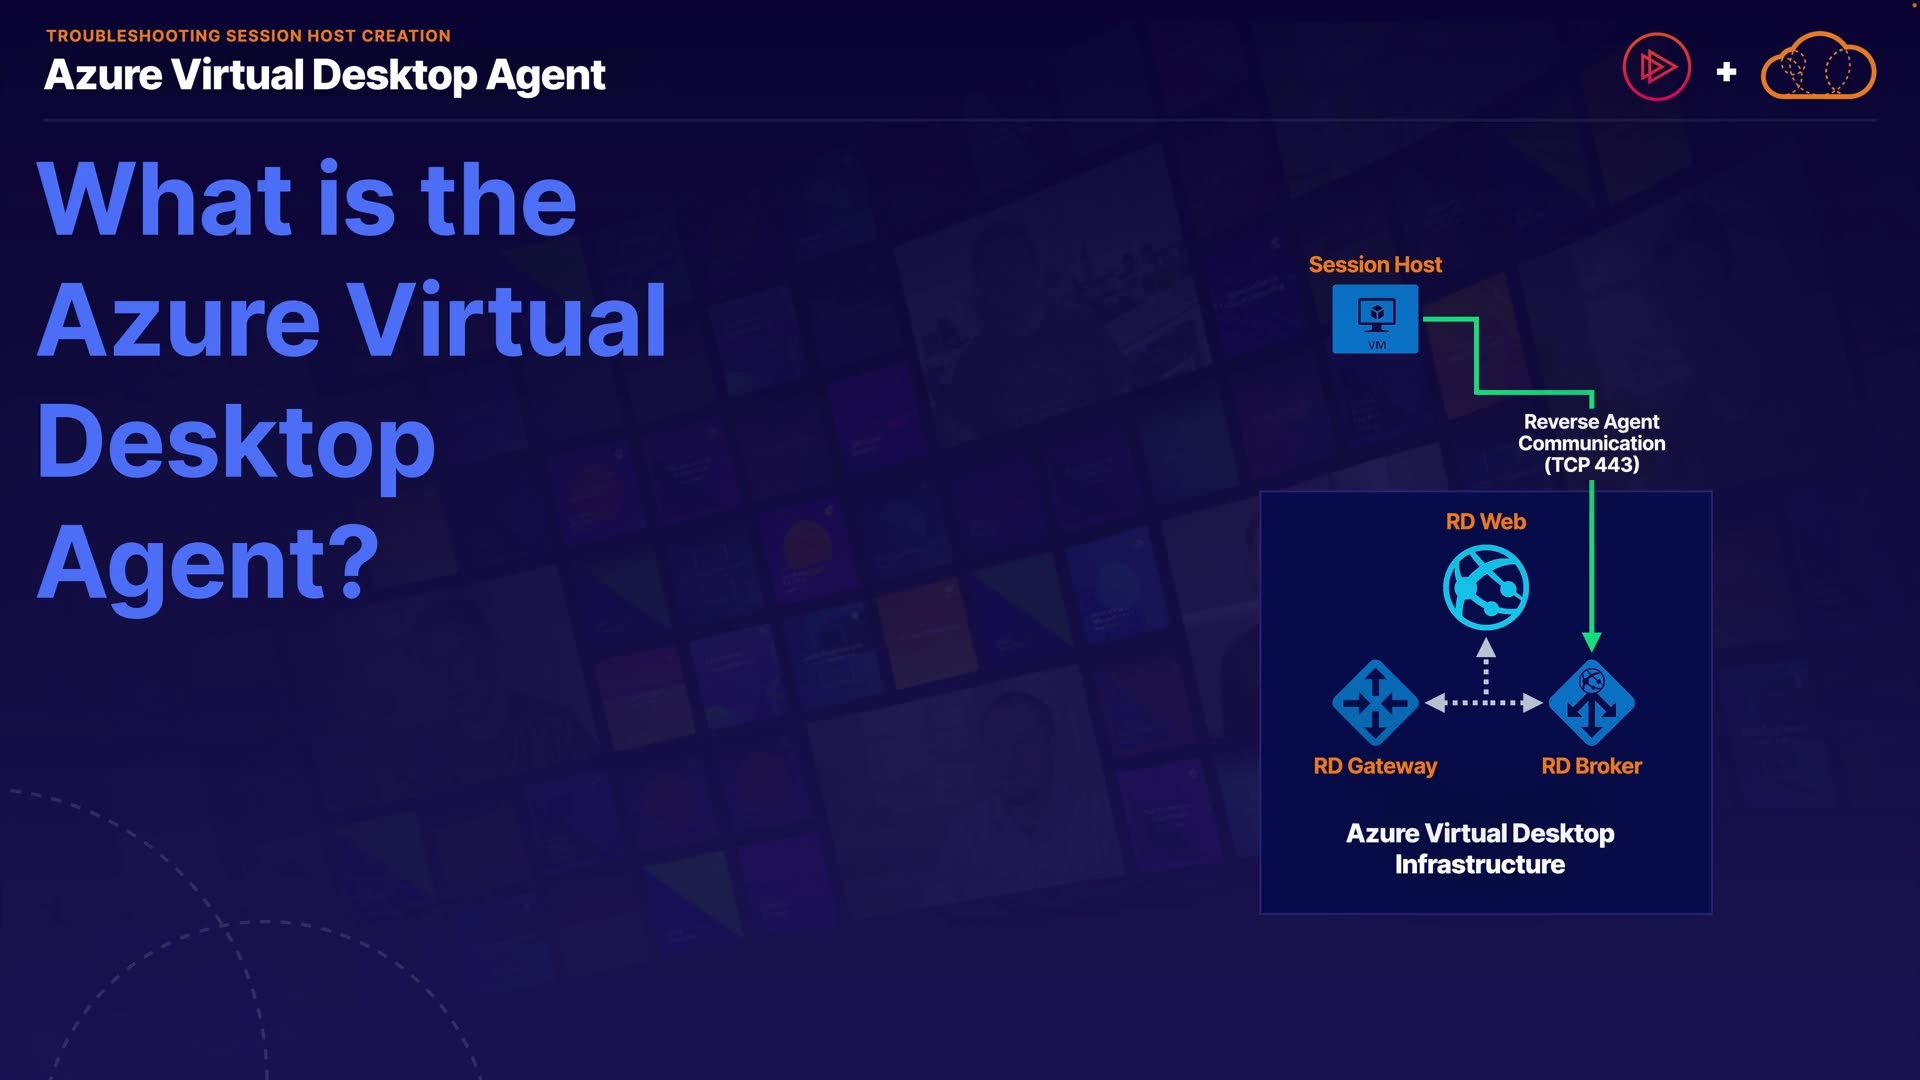 TROUBLESHOOTING SESSION HOST CREATION
Azure Virtual Desktop Agent
What is the
Azure Virtual
Desktop
Agent?
Session Host
VM
Reverse Agent
Communication
(TCP 443)
RD Web
RD Gateway
RD Broker
Azure Virtual Desktop
Infrastructure